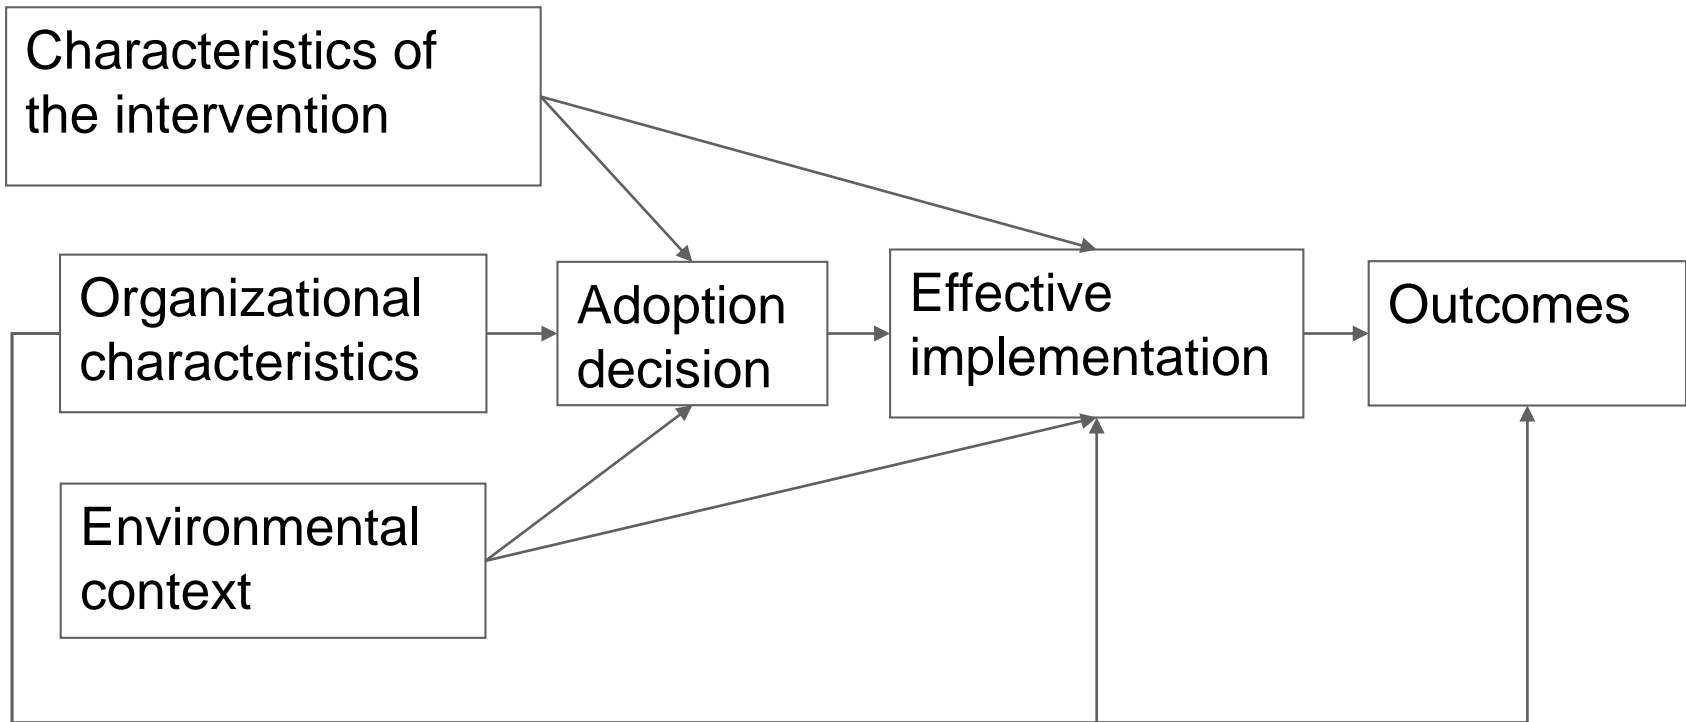 Characteristics of
the intervention
Organizational
characteristics
Adoption
decision
Effective
implementation
Outcomes
Environmental
context